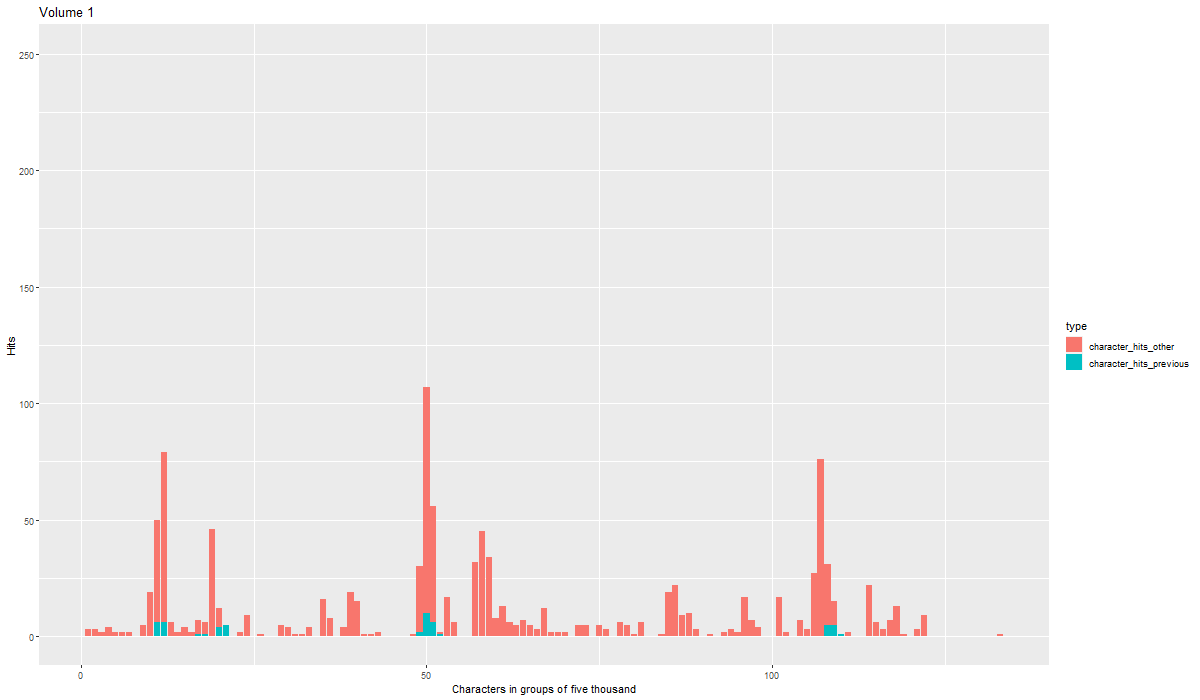 Volume 1
250
200
150
100
50
0
Hits
0
50
100
Characters in groups of five thousand
type
character_hits_other
character_hits_previous